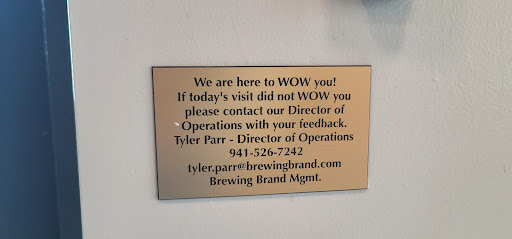 We are here to WOW you!
If today's visit did not WOW you
please contact our Director of
Operations with your feedback.
Tyler Parr - Director of Operations
941-526-7242
tyler.parr@brewingbrand.com
Brewing Brand Mgmt.